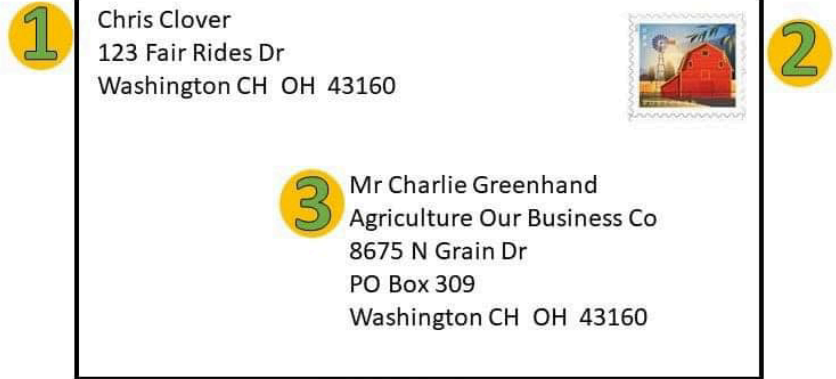 1
Chris Clover
123 Fair Rides Dr
Washington CH OH 43160
2
3
Mr Charlie Greenhand
Agriculture Our Business Co
8675 N Grain Dr
PO Box 309
Washington CH OH 43160